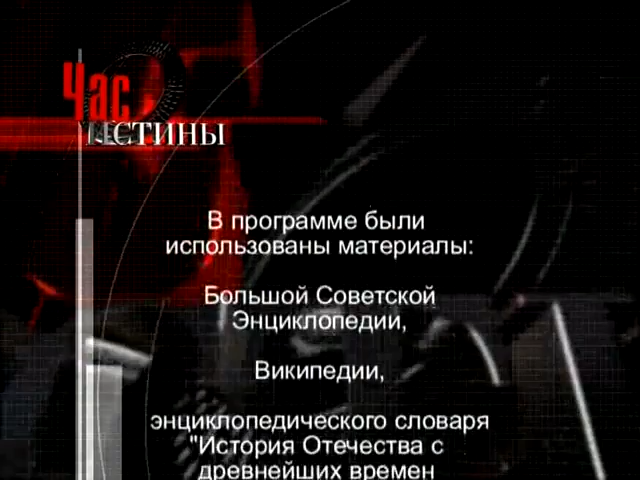 Час
ИСТИНЫ
В программе были
использованы материалы:
Большой Советской
Энциклопедии,
Википедии,
энциклопедического словаря
"История Отечества с
древнейших времен